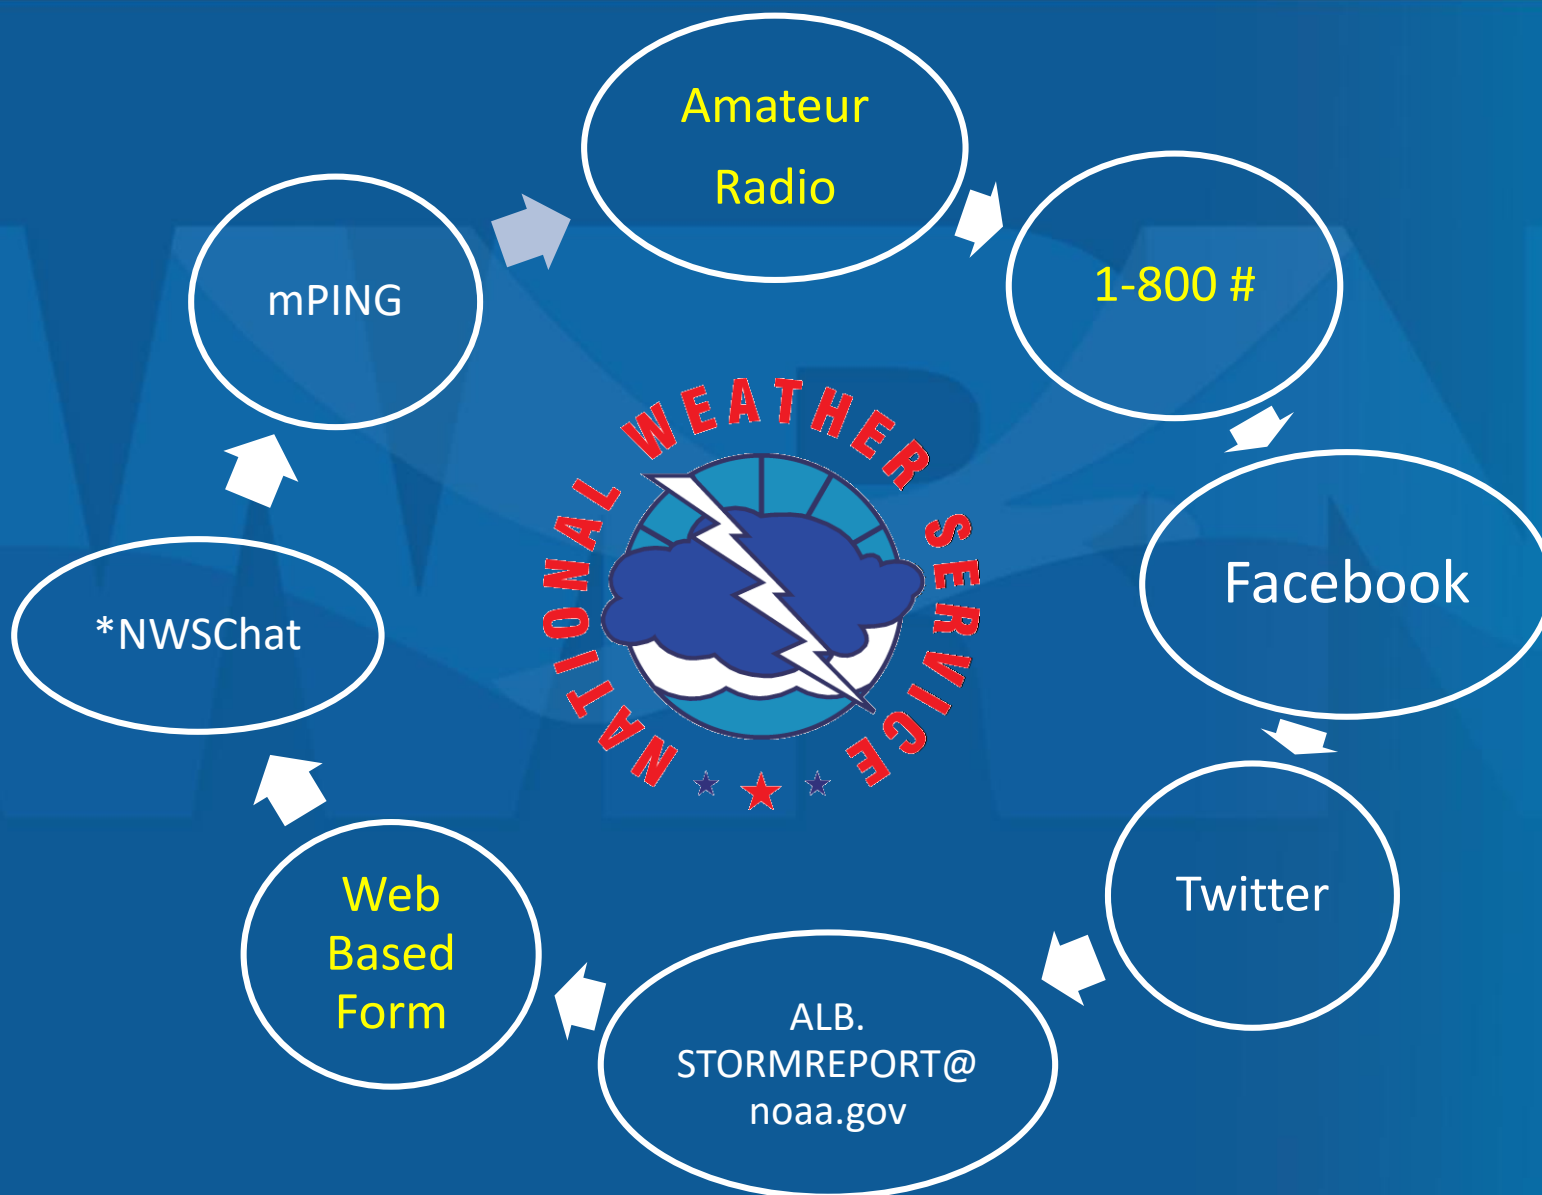 Amateur
Radio
1-800 #
Facebook
Twitter
ALB.
STORMREPORT@
noaa.gov
Web
Based
Form
*NWSChat
mPING
NATIONAL WEATHER SERVICE